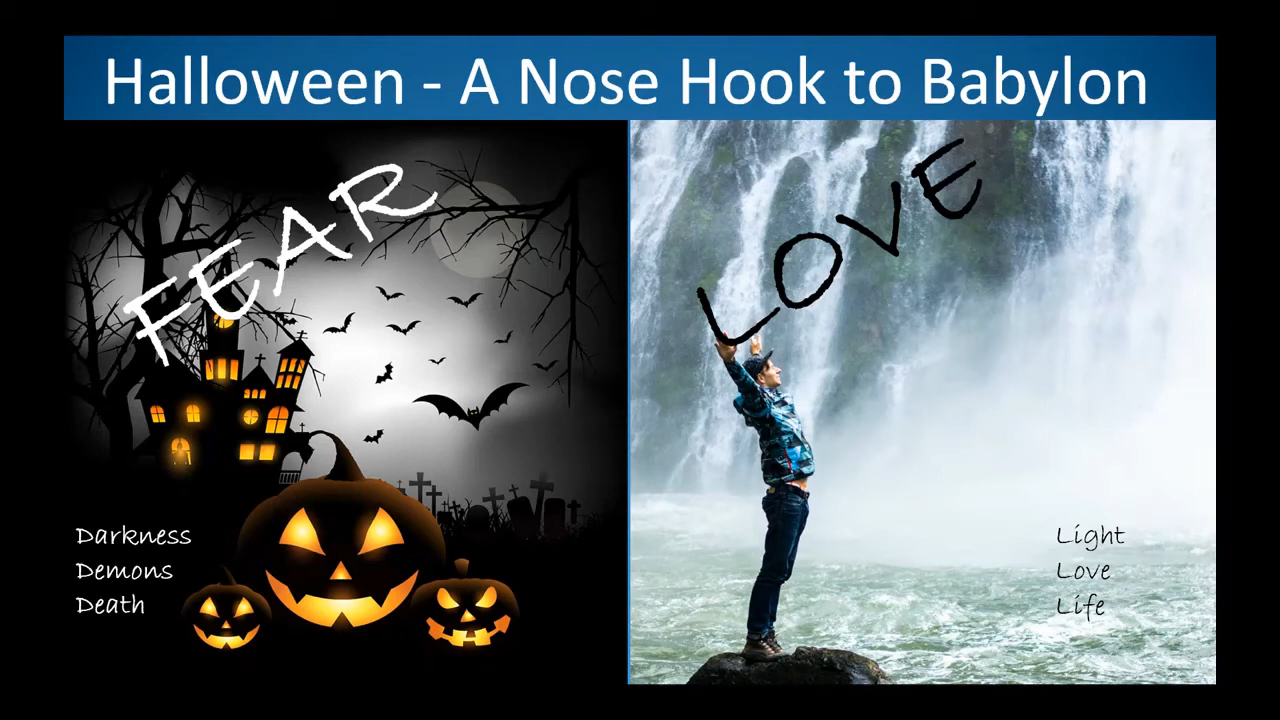 Halloween - A Nose Hook to Babylon
FEAR
Darkness
Demons
Death
LOVE
Light
Love
Life